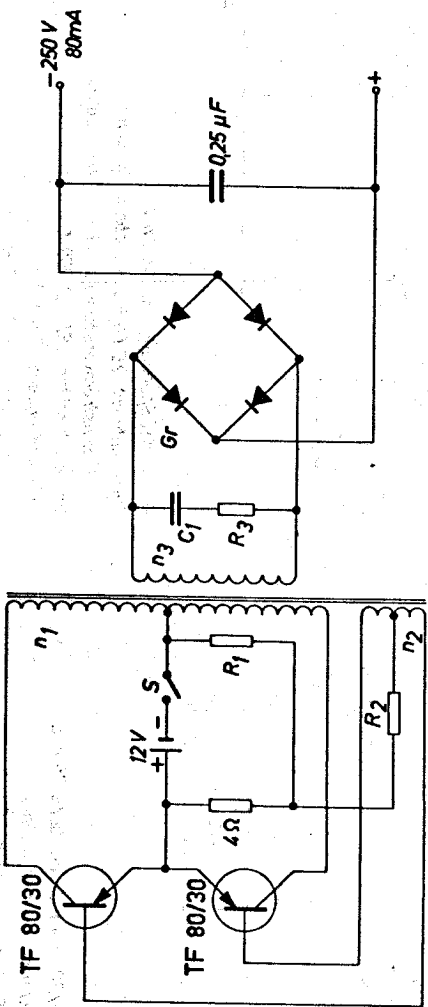 TF 80/30
TF 80/30
12V
+
−
S
4Ω
R1
R2
n1
n2
n3
C1
R3
Gr
0,25 µF
−250 V
80mA
+